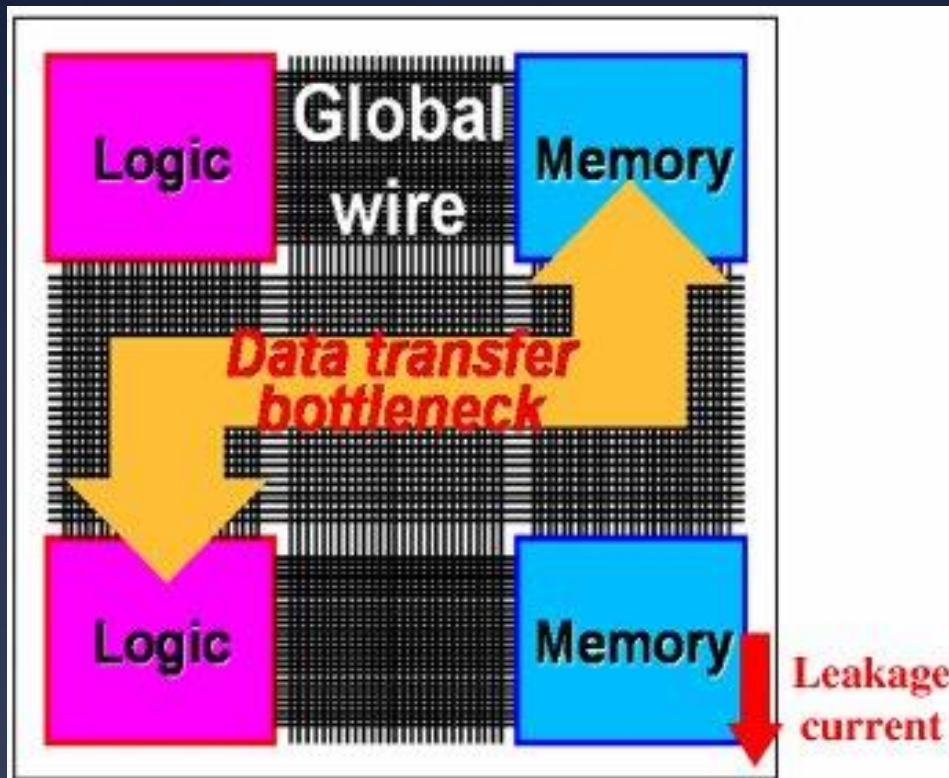 Logic
Global
wire
Memory
Data transfer
bottleneck
Logic
Memory
Leakage
current